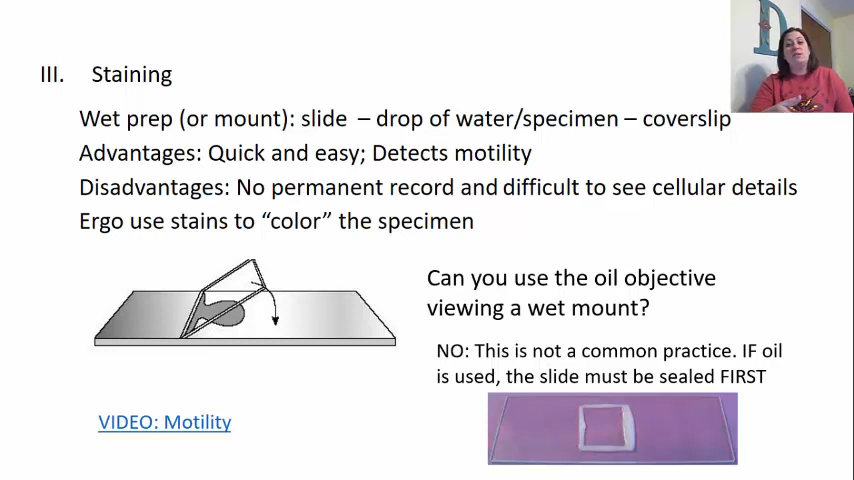 III. Staining
Wet prep (or mount): slide – drop of water/specimen – coverslip
Advantages: Quick and easy; Detects motility
Disadvantages: No permanent record and difficult to see cellular details
Ergo use stains to “color” the specimen
Can you use the oil objective
viewing a wet mount?
NO: This is not a common practice. IF oil
is used, the slide must be sealed FIRST
VIDEO: Motility
D